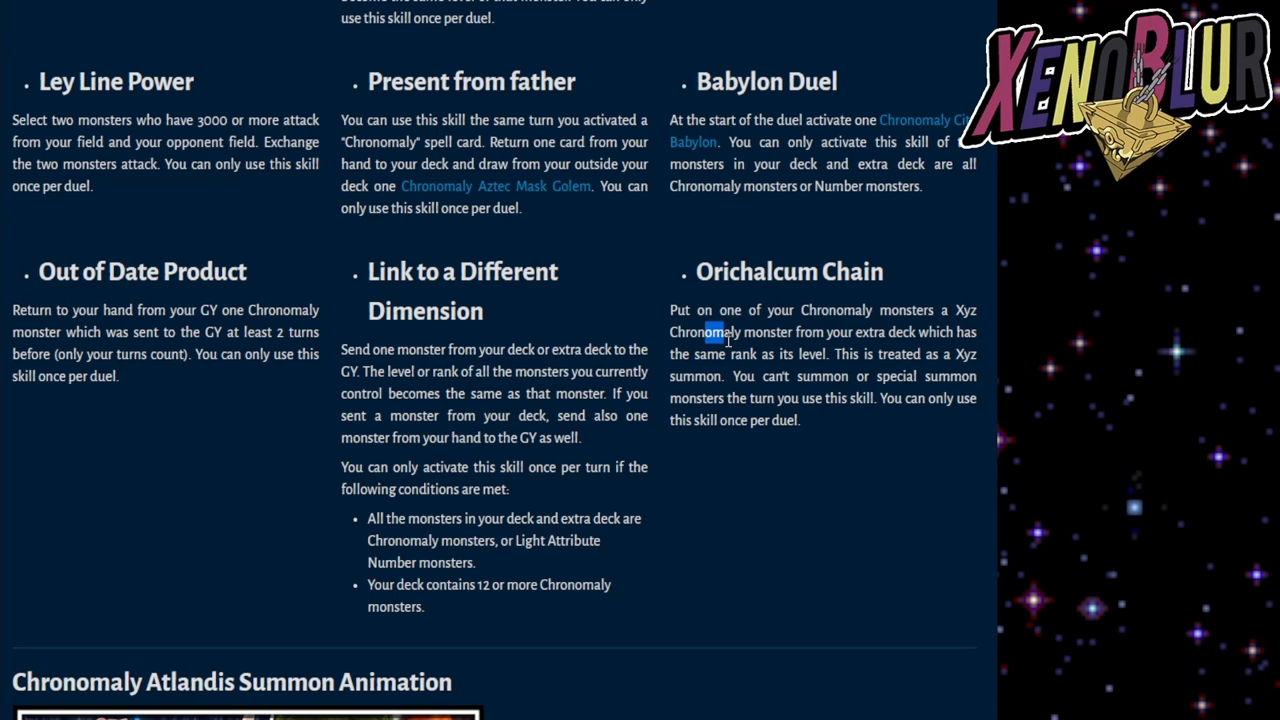 become the same level of that monster. You can only
use this skill once per duel.
Ley Line Power
Select two monsters who have 3000 or more attack
from your field and your opponent field. Exchange
the two monsters attack. You can only use this skill
once per duel.
Present from father
You can use this skill the same turn you activated a
"Chronomaly" spell card. Return one card from your
hand to your deck and draw from your outside your
deck one Chronomaly Aztec Mask Golem. You can
only use this skill once per duel.
Babylon Duel
At the start of the duel activate one Chronomaly
Babylon. You can only activate this skill of
monsters in your deck and extra deck are all
Chronomaly monsters or Number monsters.
Out of Date Product
Return to your hand from your GY one Chronomaly
monster which was sent to the GY at least 2 turns
before (only your turns count). You can only use this
skill once per duel.
Link to a Different
Dimension
Send one monster from your deck or extra deck to the
GY. The level or rank of all the monsters you currently
control becomes the same as that monster. If you
sent a monster from your deck, send also one
monster from your hand to the GY as well.
You can only activate this skill once per turn if the
following conditions are met:
• All the monsters in your deck and extra deck are
Chronomaly monsters, or Light Attribute
Number monsters.
• Your deck contains 12 or more Chronomaly
monsters.
Orichalcum Chain
Put on one of your Chronomaly monsters a Xyz
Chronomaly monster from your extra deck which has
the same rank as its level. This is treated as a Xyz
summon. You can't summon or special summon
monsters the turn you use this skill. You can only use
this skill once per duel.
Chronomaly Atlandis Summon Animation
XENOBLUR